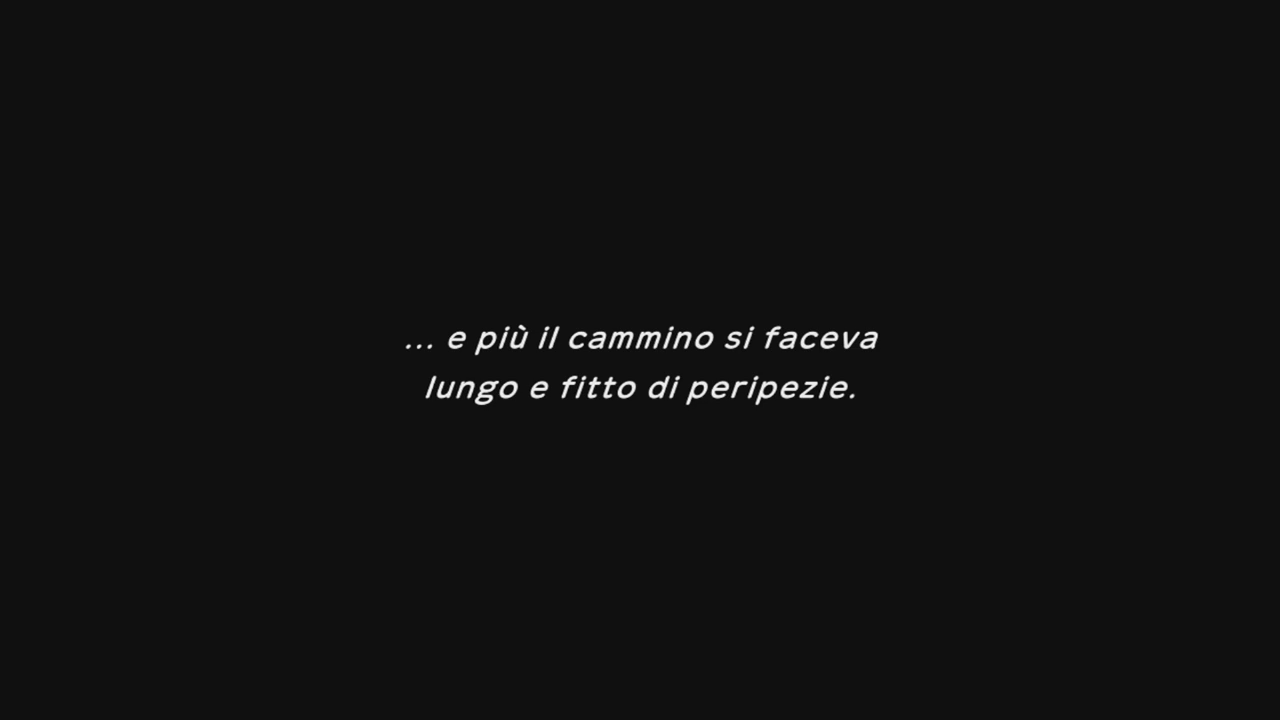 ... e più il cammino si faceva
lungo e fitto di peripezie.